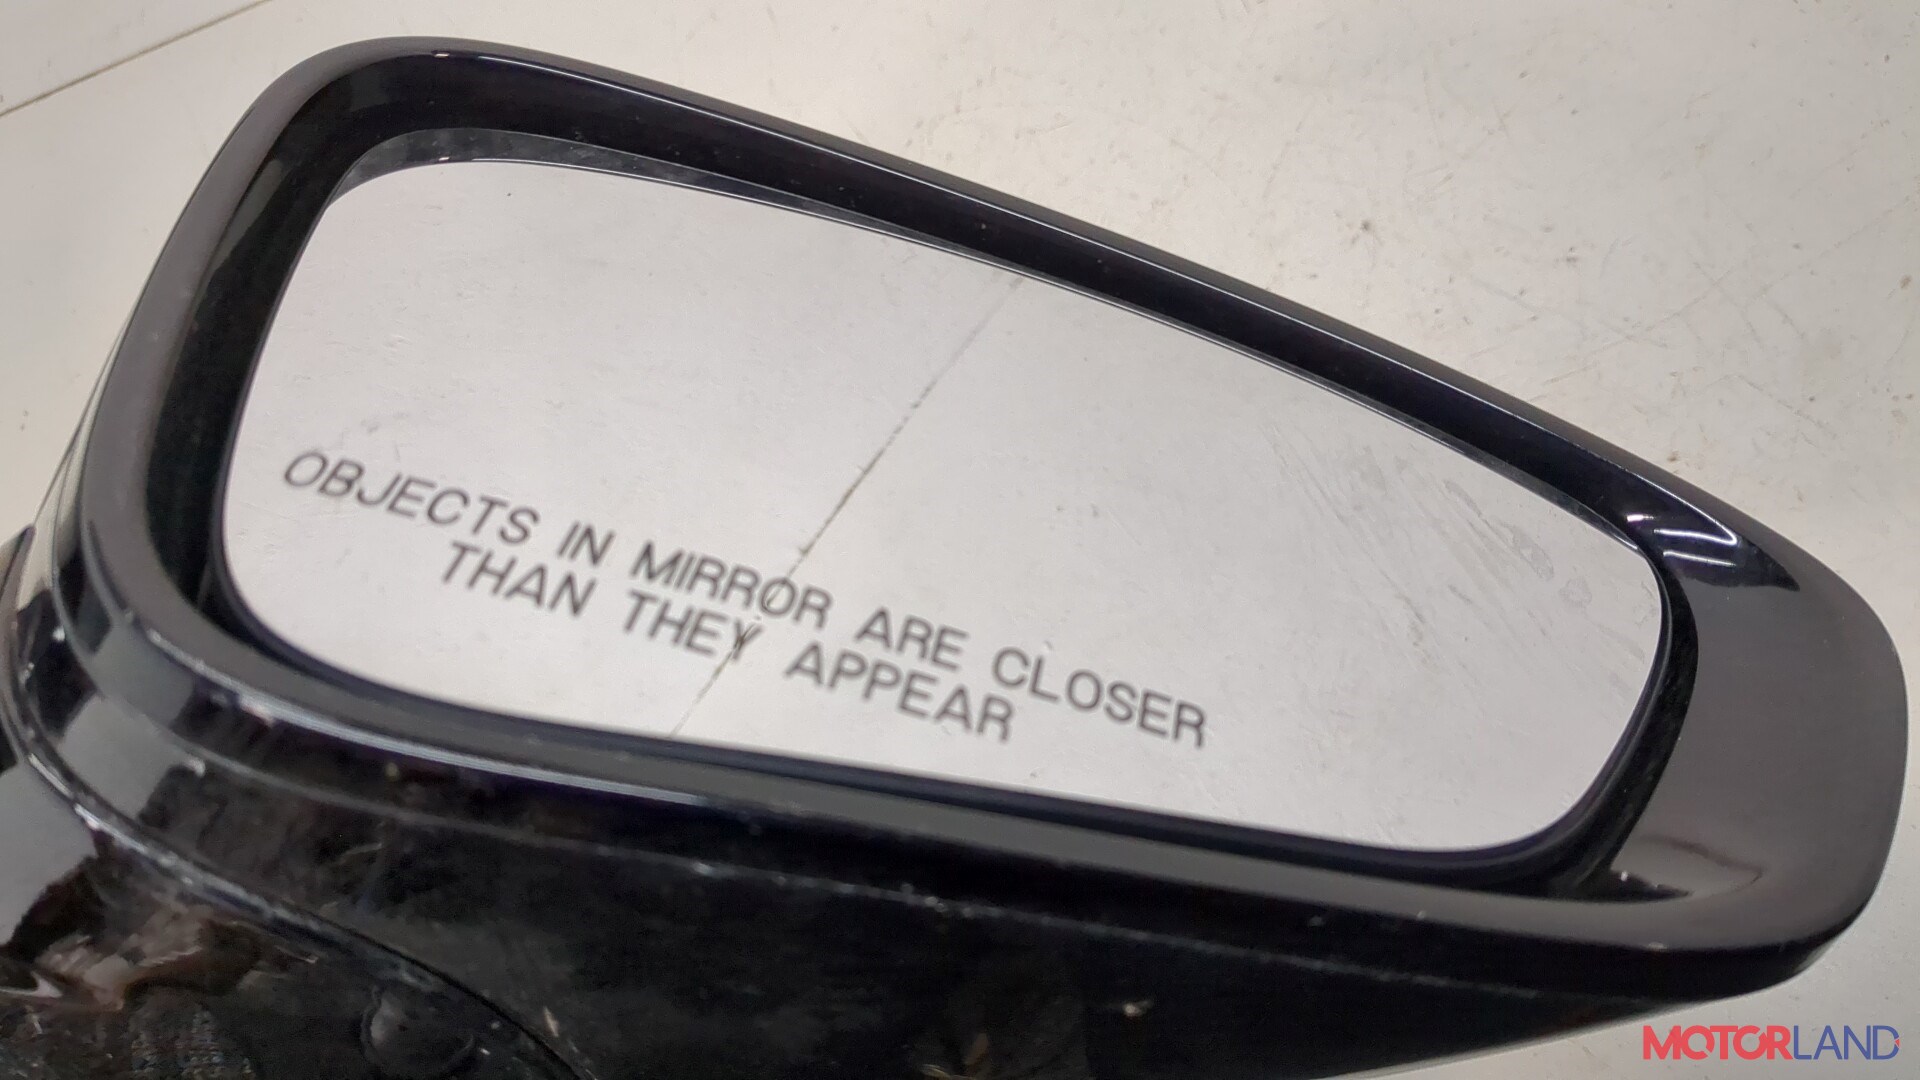 OBJECTS IN MIRROR ARE CLOSER
THAN THEY APPEAR
MOTORLAND